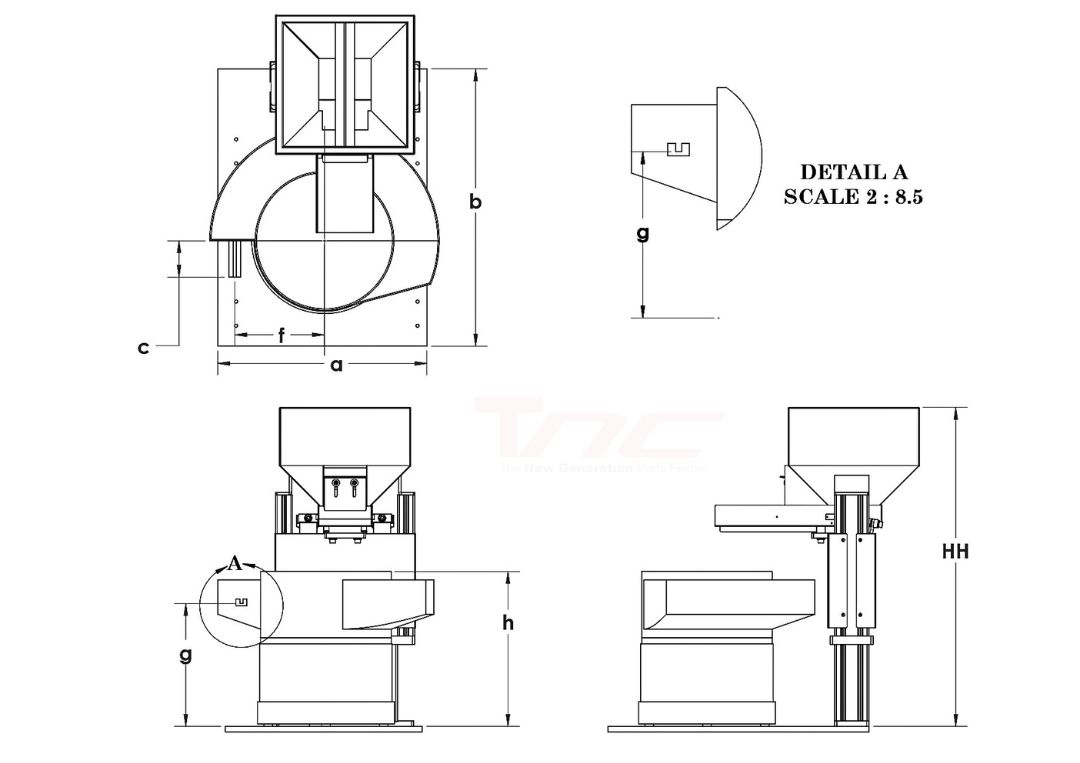 b
c
f
a
DETAIL A
SCALE 2 : 8.5
g
TNC
The New Generation Parts Feeder
A
g
h
HH